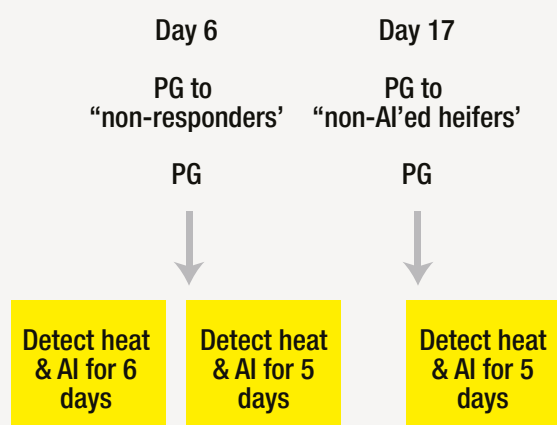 Day 6
PG to
“non-responders’
PG
Day 17
PG to
“non-AI’ed heifers’
PG
Detect heat
& AI for 6
days
Detect heat
& AI for 5
days
Detect heat
& AI for 5
days